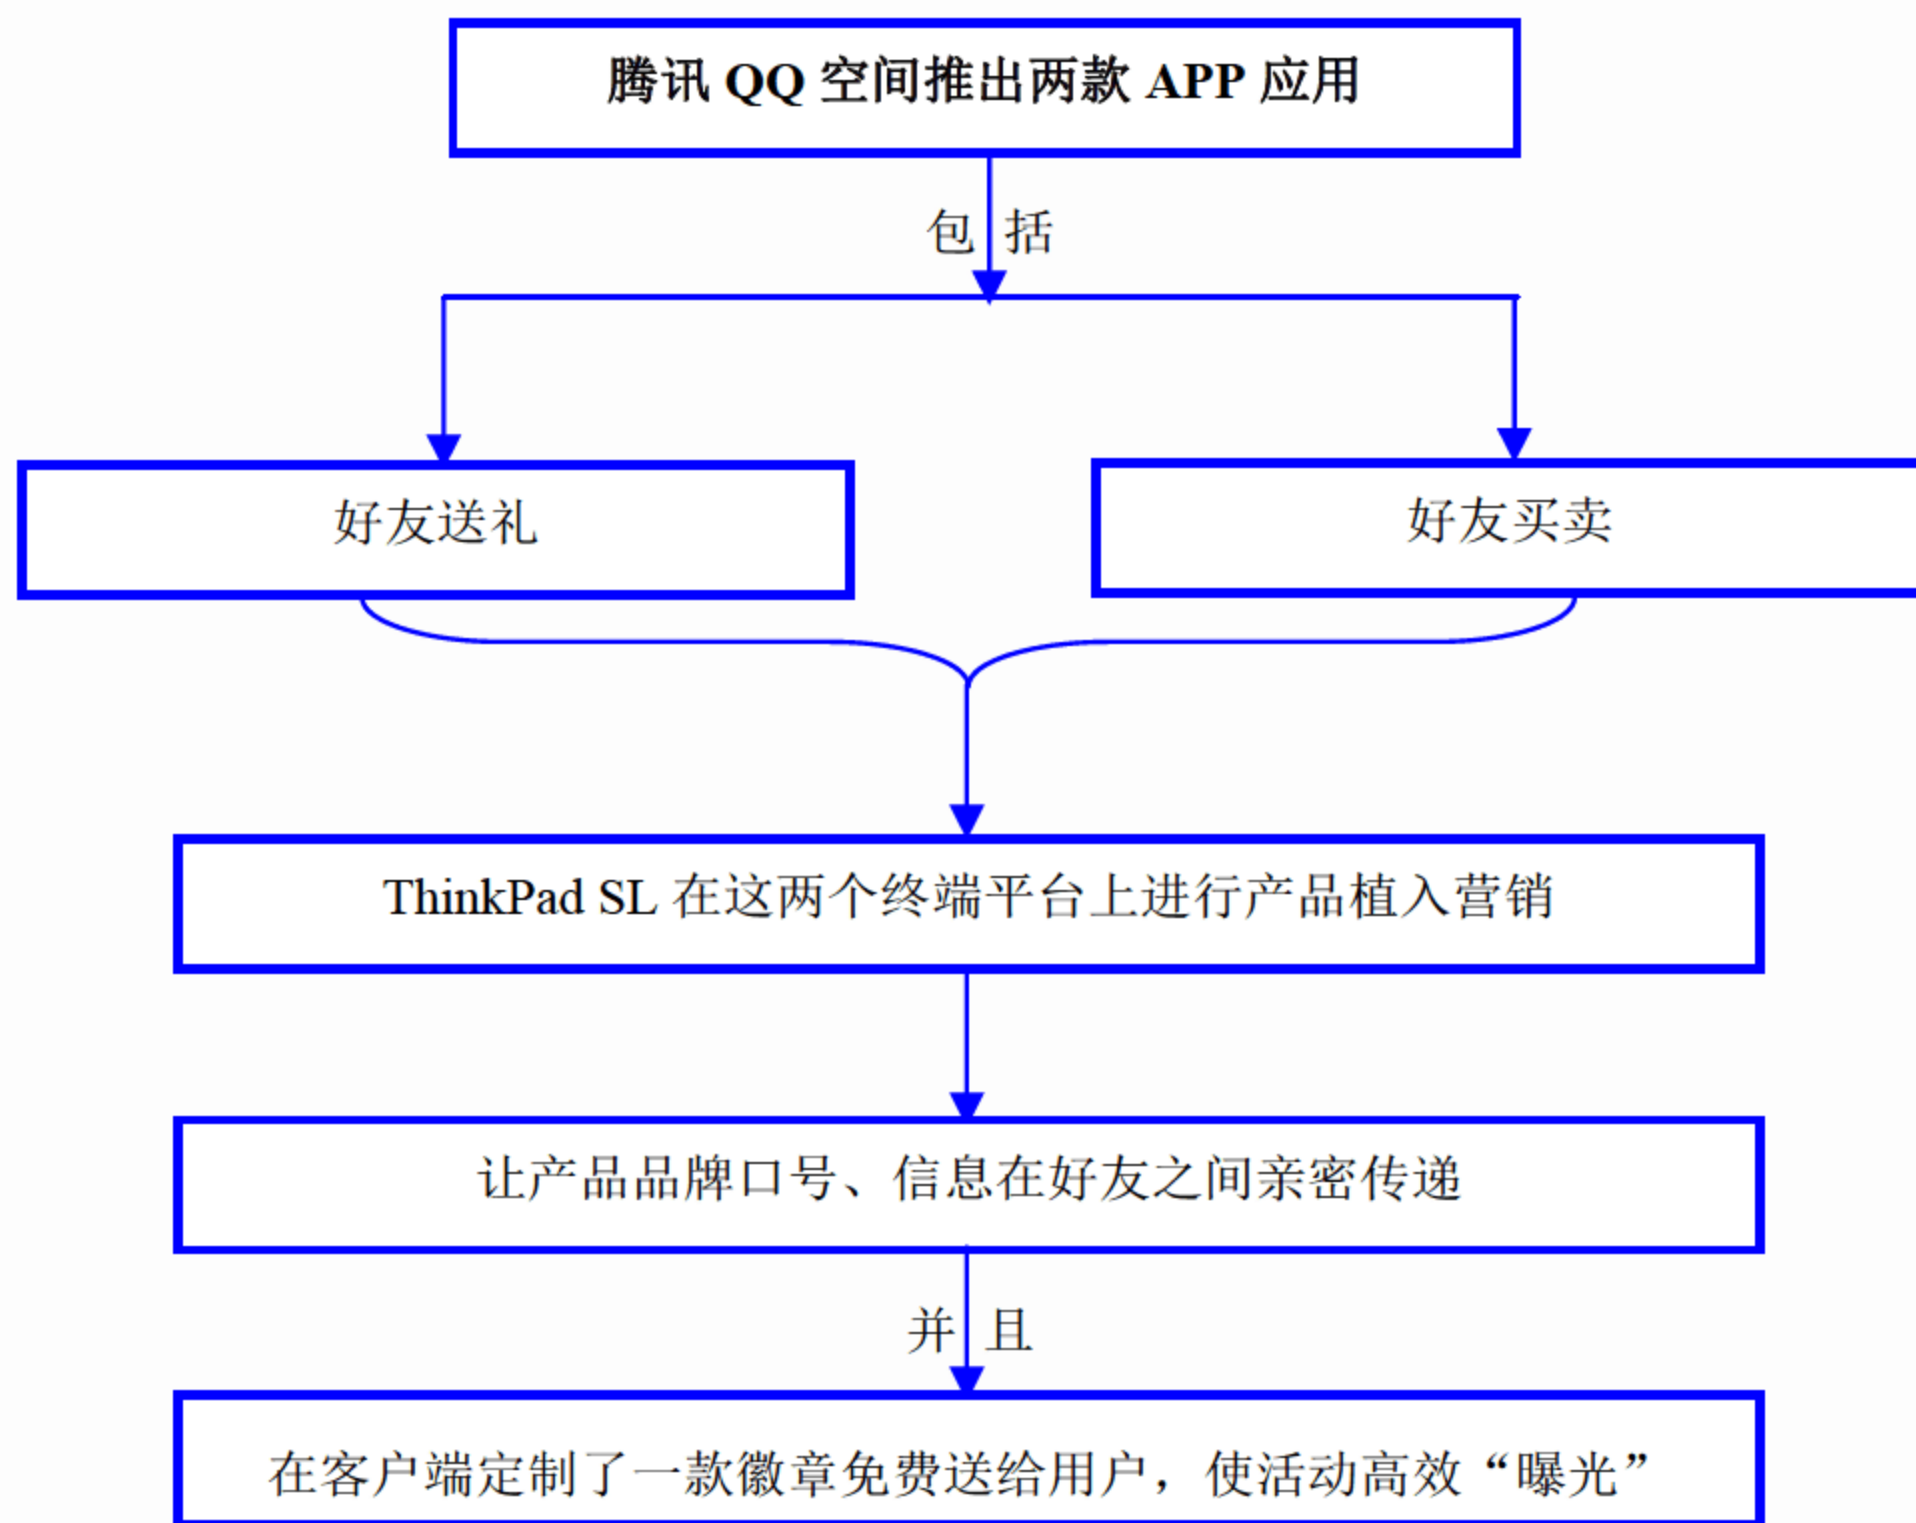 腾讯 QQ 空间推出两款 APP 应用
包括
好友送礼
好友买卖
ThinkPad SL 在这两个终端平台上进行产品植入营销
让产品品牌口号、信息在好友之间亲密传递
并且
在客户端定制了一款徽章免费送给用户，使活动高效“曝光”